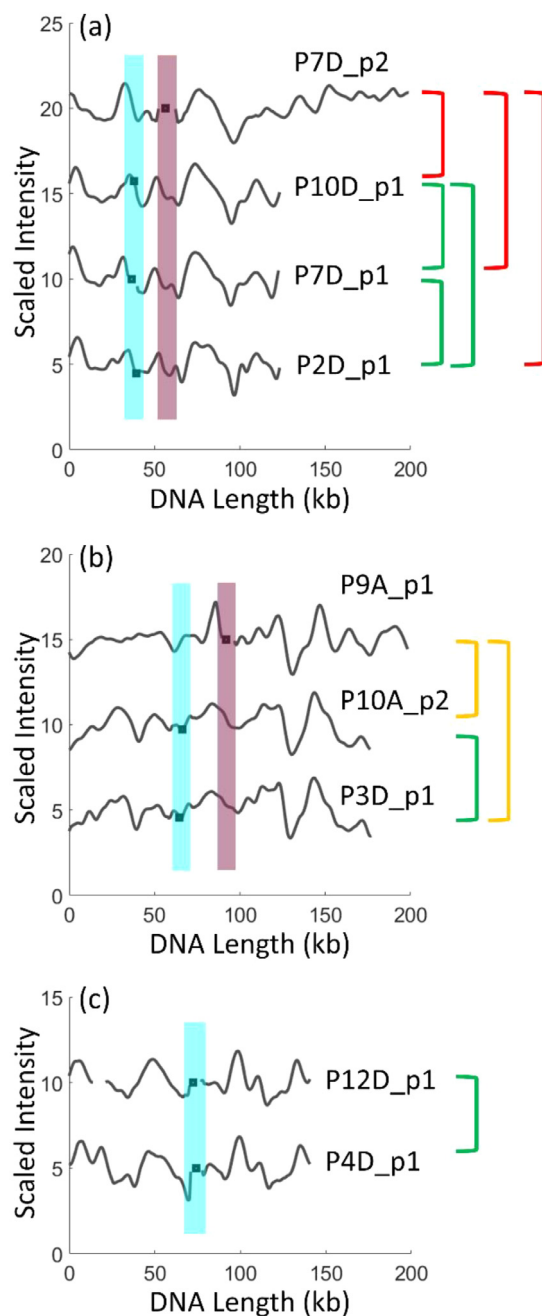 (a)
25
20
15
10
5
0
Scaled Intensity
P7D_p2
P10D_p1
P7D_p1
P2D_p1
0 50 100 150 200
DNA Length (kb)
(b)
20
15
10
5
0
Scaled Intensity
P9A_p1
P10A_p2
P3D_p1
0 50 100 150 200
DNA Length (kb)
(c)
15
10
5
0
Scaled Intensity
P12D_p1
P4D_p1
0 50 100 150 200
DNA Length (kb)